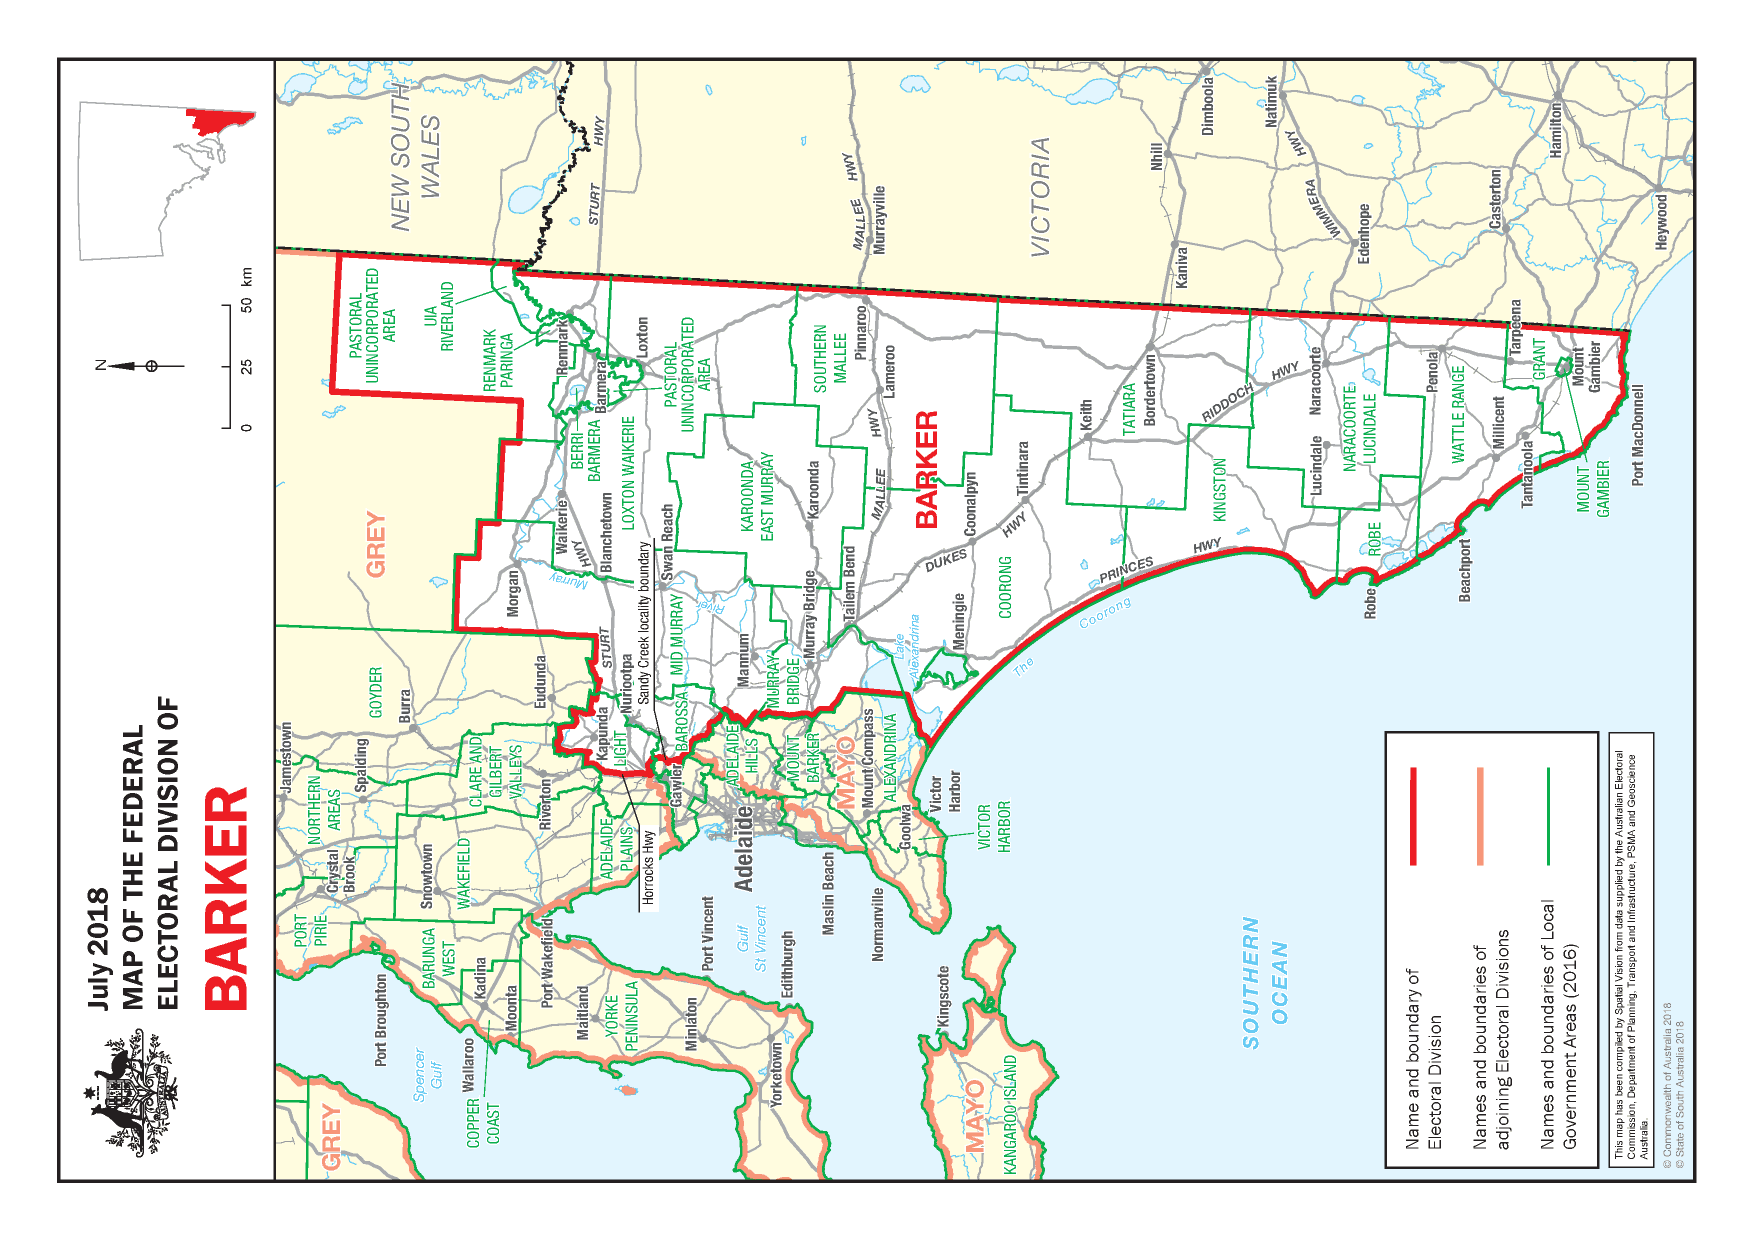 July 2018
MAP OF THE FEDERAL
ELECTORAL DIVISION OF
BARKER
N
0 25 50 km
NEW SOUTH
WALES
VICTORIA
GREY
GREY
MAYO
MAYO
BARKER
PASTORAL
UNINCORPORATED
AREA
UIA
RIVERLAND
RENMARK
PARINGA
Renmark
Barmera
Loxton
BERRI
BARMERA
LOXTON WAIKERIE
PASTORAL
UNINCORPORATED
AREA
SOUTHERN
MALLEE
Pinnaroo
Lameroo
KAROONDA
EAST MURRAY
Karoonda
MALLEE HWY
MALLEE HWY
Murrayville
STURT HWY
STURT
HWY
Morgan
Waikerie
Blanchetown
Swan Reach
Murray
River
MID MURRAY
Mannum
MURRAY
BRIDGE
Murray Bridge
Tailem Bend
Lake
Alexandrina
Meningie
COORONG
Coonalpyn
Tintinara
Keith
DUKES
HWY
PRINCES HWY
The Coorong
TATIARA
Bordertown
RIDDOCH HWY
KINGSTON
Naracoorte
NARACOORTE
LUCINDALE
Lucindale
ROBE
Robe
WATTLE RANGE
Penola
Millicent
Beachport
Tantanoola
Tarpeena
GRANT
Mount
Gambier
MOUNT
GAMBIER
Port MacDonnell
Kaniva
Nhill
Dimboola
Natimuk
WIMMERA HWY
Edenhope
Casterton
Hamilton
Heywood
GOYDER
Burra
Eudunda
Kapunda
LIGHT
Nuriootpa
BAROSSA
Sandy Creek locality boundary
Horrocks Hwy
Gawler
ADELAIDE
HILLS
MOUNT
BARKER
Mount Compass
ALEXANDRINA
Goolwa
Victor
Harbor
VICTOR
HARBOR
Adelaide
Maslin Beach
Normanville
Jamestown
NORTHERN
AREAS
Spalding
CLARE AND
GILBERT
VALLEYS
Riverton
ADELAIDE
PLAINS
Crystal
Brook
Snowtown
WAKEFIELD
PORT
PIRIE
BARUNGA
WEST
Port Broughton
Kadina
Moonta
Wallaroo
COPPER
COAST
Port Wakefield
Maitland
YORKE
PENINSULA
Minlaton
Yorketown
Port Vincent
Edithburgh
Gulf
St Vincent
Spencer
Gulf
Kingscote
KANGAROO ISLAND
SOUTHERN
OCEAN
Name and boundary of
Electoral Division
Names and boundaries of
adjoining Electoral Divisions
Names and boundaries of Local
Government Areas (2016)
This map has been compiled by Spatial Vision from data supplied by the Australian Electoral
Commission, Department of Planning, Transport and Infrastructure, PSMA and Geoscience
Australia.
© Commonwealth of Australia 2018
© State of South Australia 2018